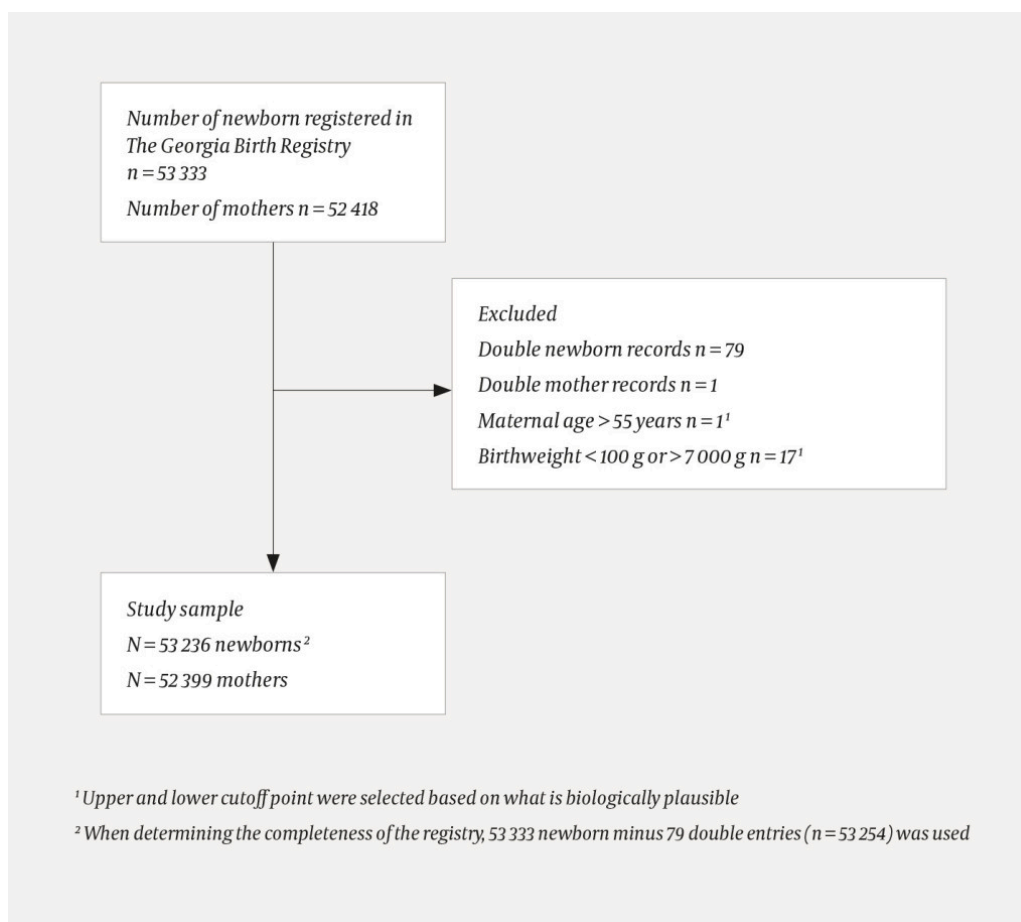 Number of newborn registered in
The Georgia Birth Registry
n = 53 333
Number of mothers n = 52 418
Excluded
Double newborn records n = 79
Double mother records n = 1
Maternal age > 55 years n = 1¹
Birthweight < 100 g or > 7 000 g n = 17¹
Study sample
N = 53 236 newborns²
N = 52 399 mothers
¹ Upper and lower cutoff point were selected based on what is biologically plausible
² When determining the completeness of the registry, 53 333 newborn minus 79 double entries (n = 53 254) was used